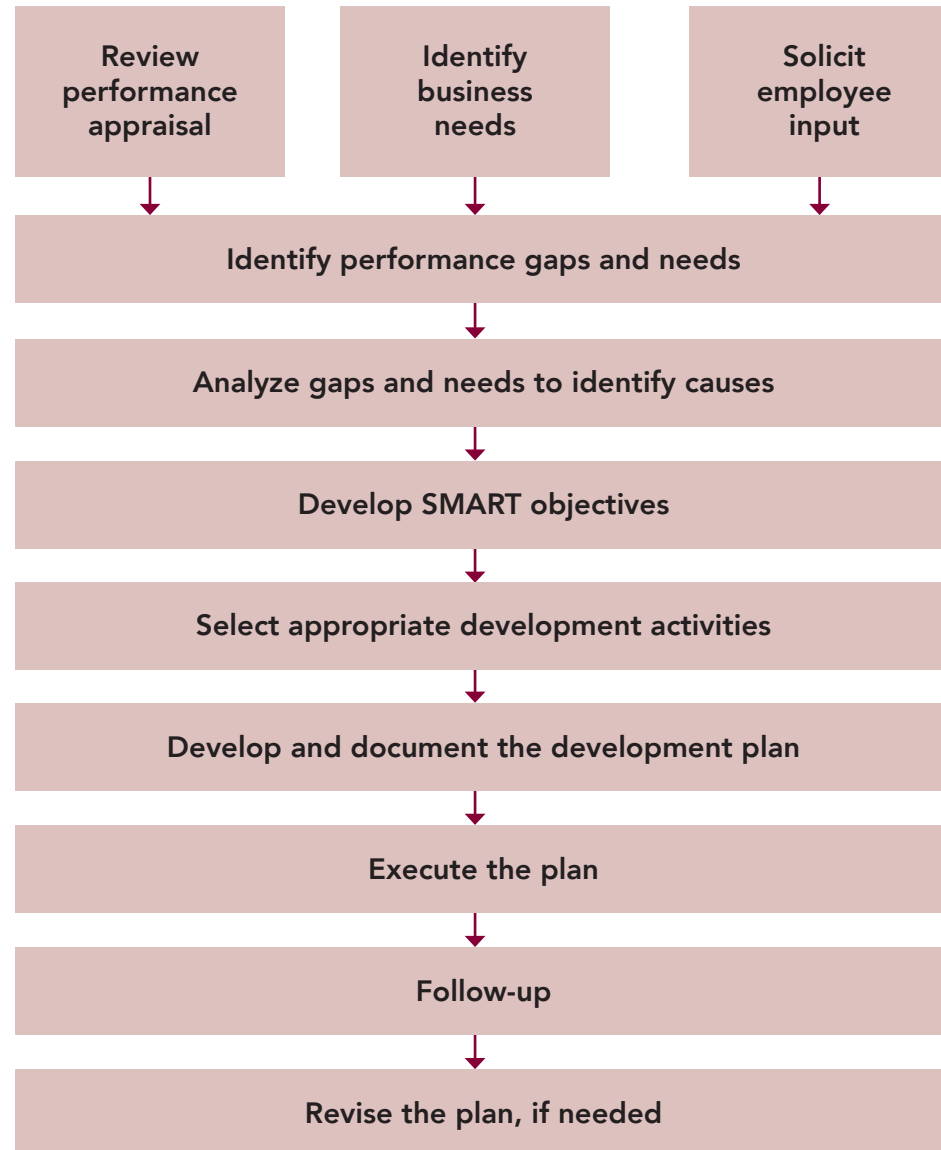 Review
performance
appraisal
Identify
business
needs
Solicit
employee
input
Identify performance gaps and needs
Analyze gaps and needs to identify causes
Develop SMART objectives
Select appropriate development activities
Develop and document the development plan
Execute the plan
Follow-up
Revise the plan, if needed